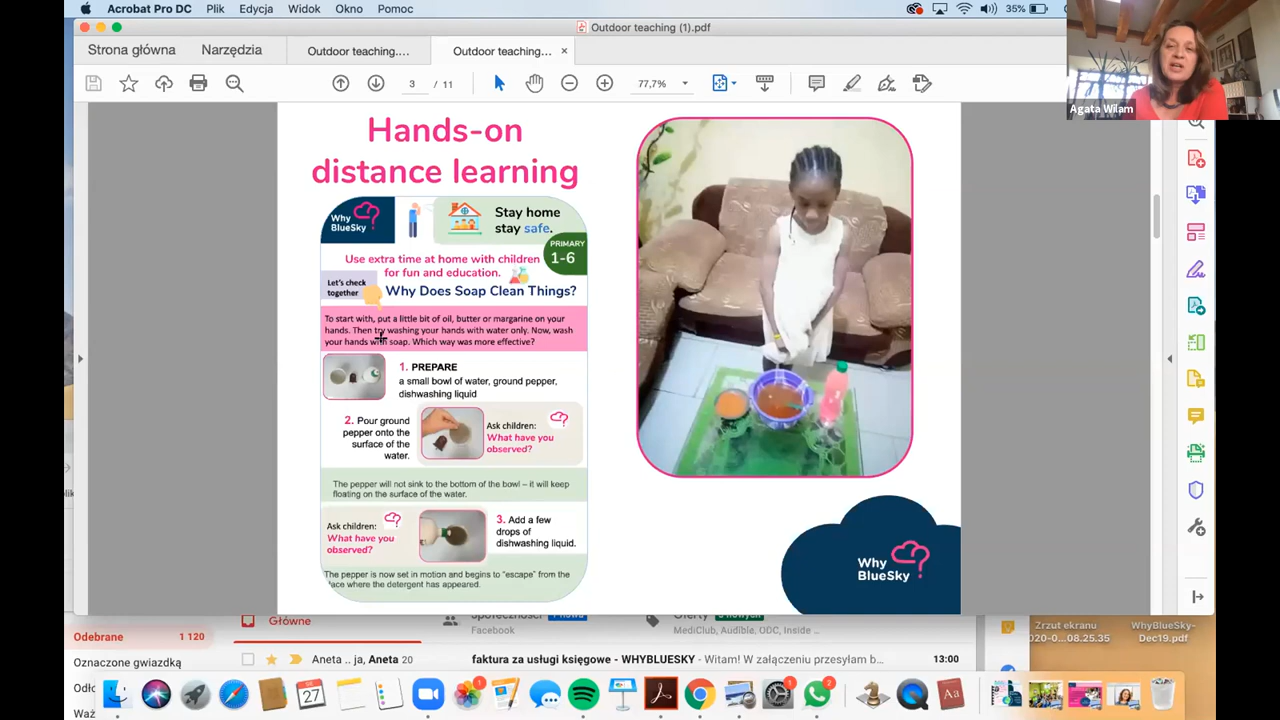 Acrobat Pro DC Plik Edycja Widok Okno Pomoc 35%
Outdoor teaching (1).pdf
Strona główna Narzędzia Outdoor teaching.... Outdoor teaching... ×
3 / 11 77,7%
Agata Wilam
Hands-on
distance learning
Why
BlueSky
Stay home
stay safe.
PRIMARY
1-6
Use extra time at home with children
for fun and education.
Let's check
together
Why Does Soap Clean Things?
To start with, put a little bit of oil, butter or margarine on your
hands. Then try washing your hands with water only. Now, wash
your hands with soap. Which way was more effective?
1. PREPARE
a small bowl of water, ground pepper,
dishwashing liquid
2. Pour ground
pepper onto the
surface of the
water.
Ask children:
What have you
observed?
The pepper will not sink to the bottom of the bowl – it will keep
floating on the surface of the water.
Ask children:
What have you
observed?
3. Add a few
drops of
dishwashing liquid.
The pepper is now set in motion and begins to "escape" from the
place where the detergent has appeared.
Why
BlueSky
Odebrane 1 120
Oznaczone gwiazdką
Główne
Facebook
MediClub, Audible, ODC, Inside ...
Aneta .. ja, Aneta 20 faktura za usługi księgowe - WHYBLUESKY - Witam! W załączeniu przesyłam b... 13:00
Zrzut ekranu
2020-0...08.25.35
WhyBlueSky-
Dec19.pdf
27